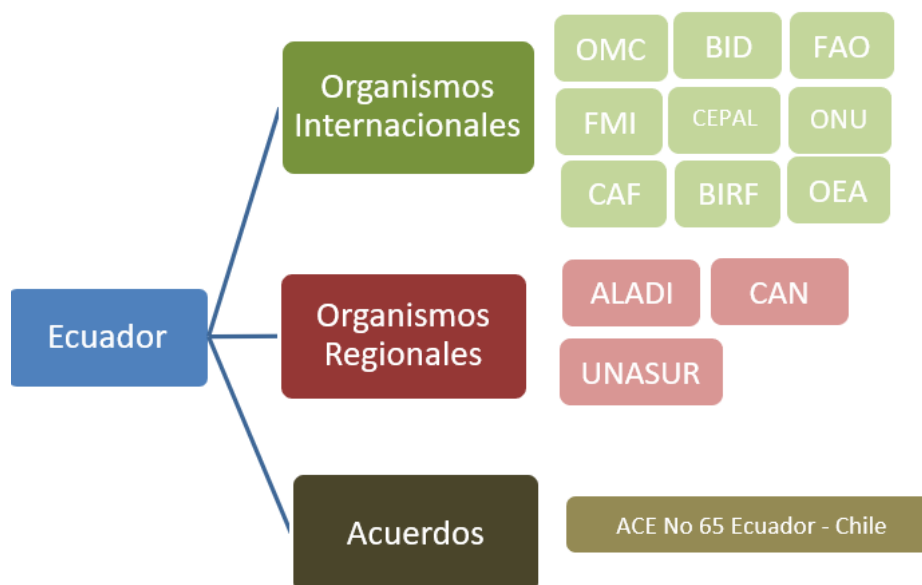 Organismos
Internacionales
OMC
BID
FAO
FMI
CEPAL
ONU
CAF
BIRF
OEA
Ecuador
Organismos
Regionales
ALADI
CAN
UNASUR
Acuerdos
ACE No 65 Ecuador - Chile